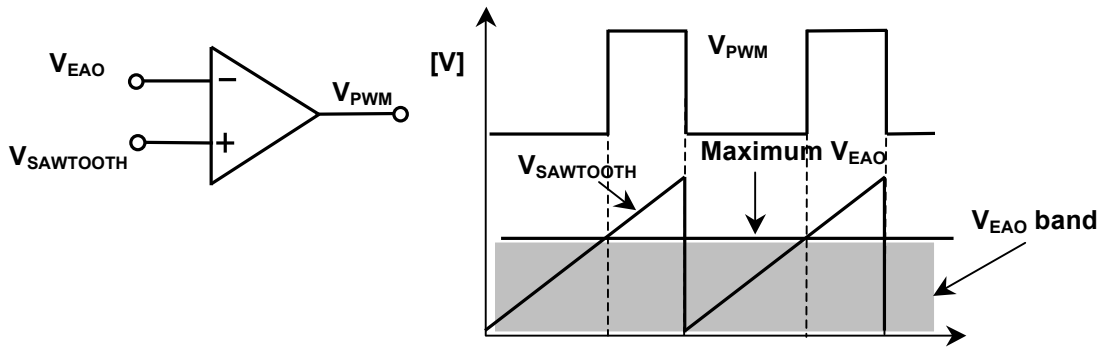 V_EAO
−
V_PWM
V_SAWTOOTH
+
[V]
V_PWM
V_SAWTOOTH
Maximum V_EAO
V_EAO band